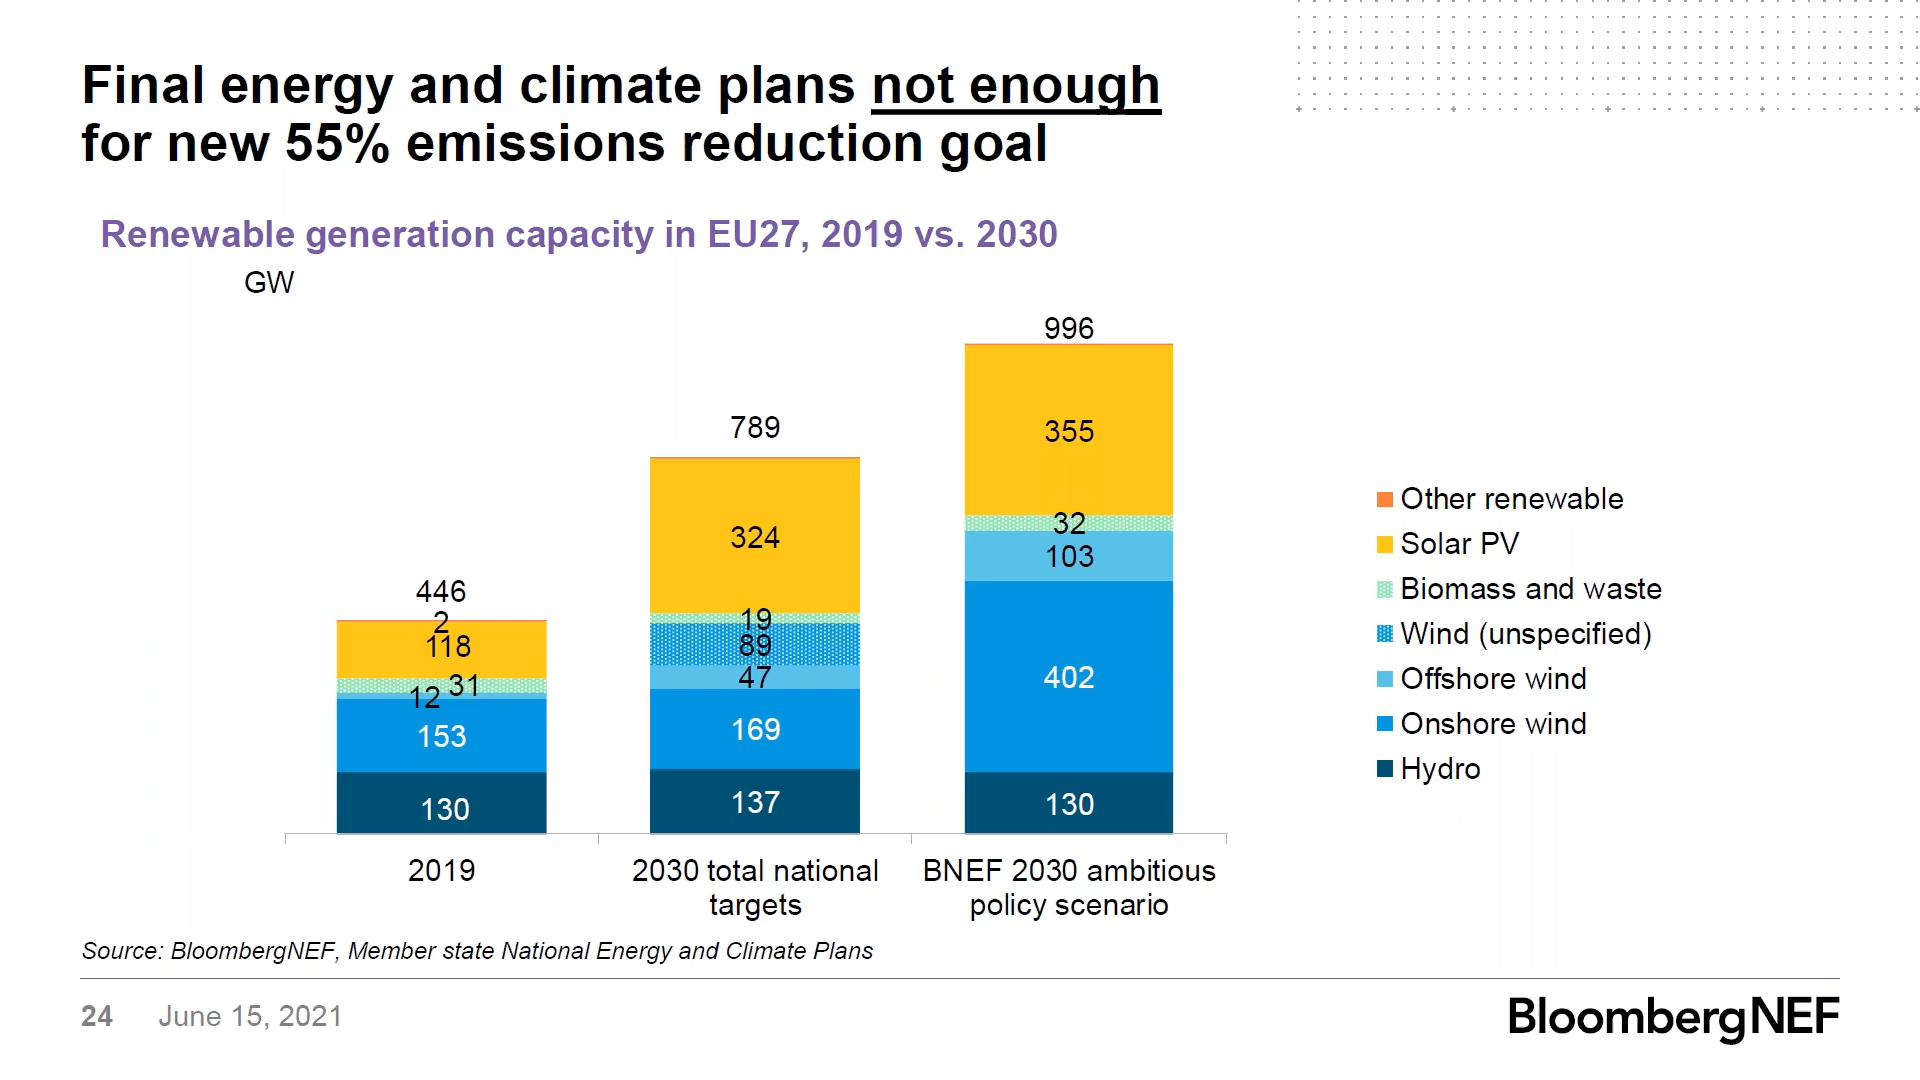 Final energy and climate plans not enough
for new 55% emissions reduction goal
Renewable generation capacity in EU27, 2019 vs. 2030
GW
446
2
118
31
12
153
130
789
324
19
89
47
169
137
996
355
32
103
402
130
2019
2030 total national
targets
BNEF 2030 ambitious
policy scenario
Other renewable
Solar PV
Biomass and waste
Wind (unspecified)
Offshore wind
Onshore wind
Hydro
Source: BloombergNEF, Member state National Energy and Climate Plans
24 June 15, 2021
BloombergNEF